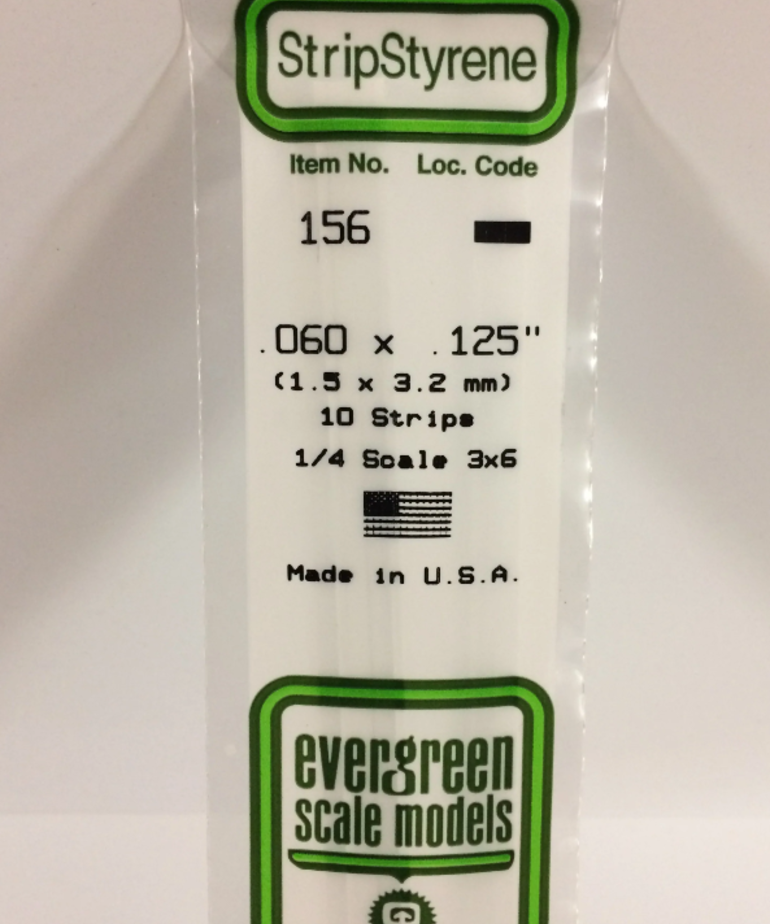 StripStyrene
Item No. Loc. Code
156
.060 x .125"
(1.5 x 3.2 mm)
10 Strips
1/4 Scale 3x6
Made in U.S.A.
evergreen
scale models